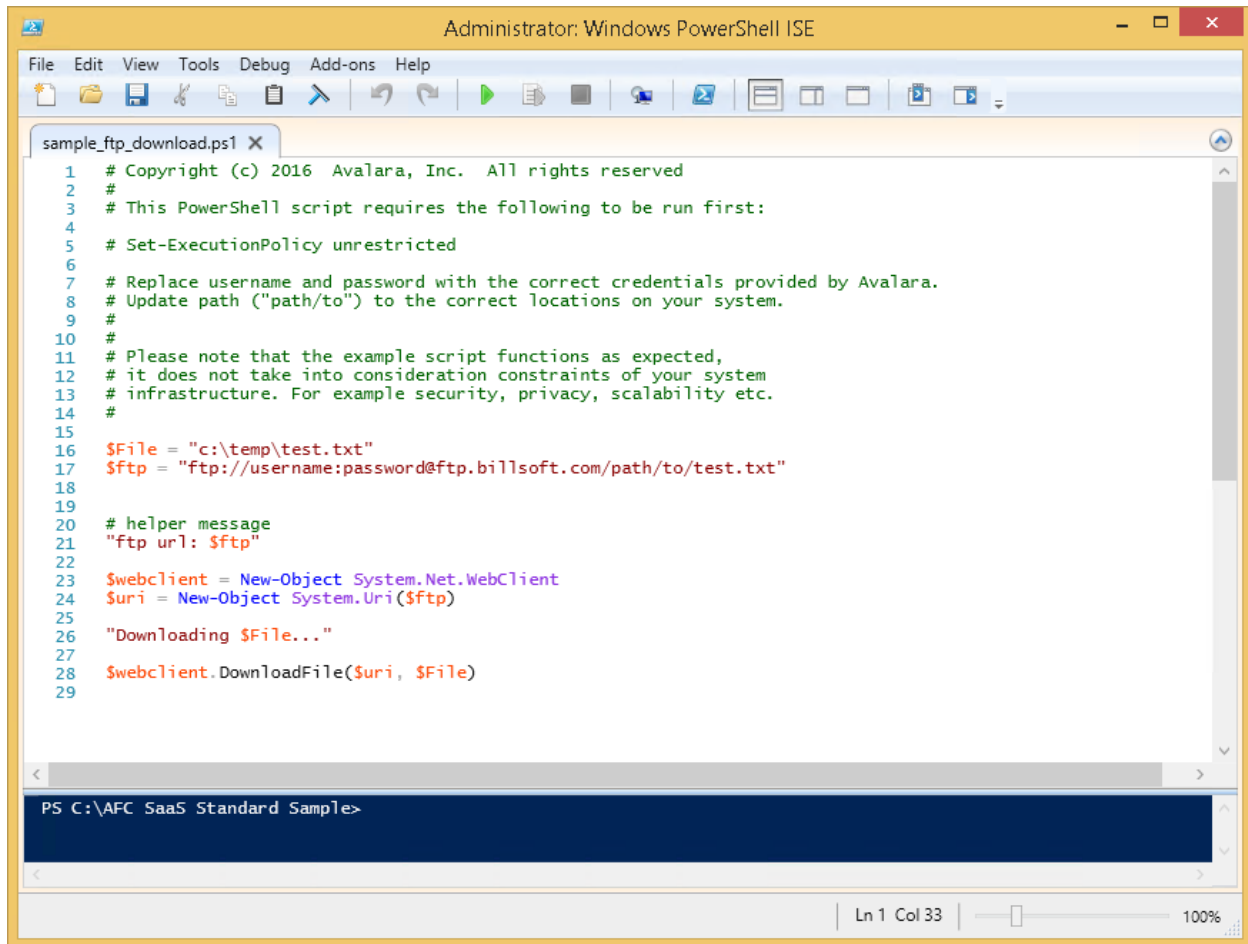 Administrator: Windows PowerShell ISE
File Edit View Tools Debug Add-ons Help
sample_ftp_download.ps1
1 # Copyright (c) 2016  Avalara, Inc.  All rights reserved
2 #
3 # This PowerShell script requires the following to be run first:
4
5 # Set-ExecutionPolicy unrestricted
6
7 # Replace username and password with the correct credentials provided by Avalara.
8 # Update path ("path/to") to the correct locations on your system.
9 #
10 #
11 # Please note that the example script functions as expected,
12 # it does not take into consideration constraints of your system
13 # infrastructure. For example security, privacy, scalability etc.
14 #
15
16 $File = "c:\temp\test.txt"
17 $ftp = "ftp://username:password@ftp.billsoft.com/path/to/test.txt"
18
19
20 # helper message
21 "ftp url: $ftp"
22
23 $webclient = New-Object System.Net.WebClient
24 $uri = New-Object System.Uri($ftp)
25
26 "Downloading $File..."
27
28 $webclient.DownloadFile($uri, $File)
29
PS C:\AFC SaaS Standard Sample>
Ln 1 Col 33 100%